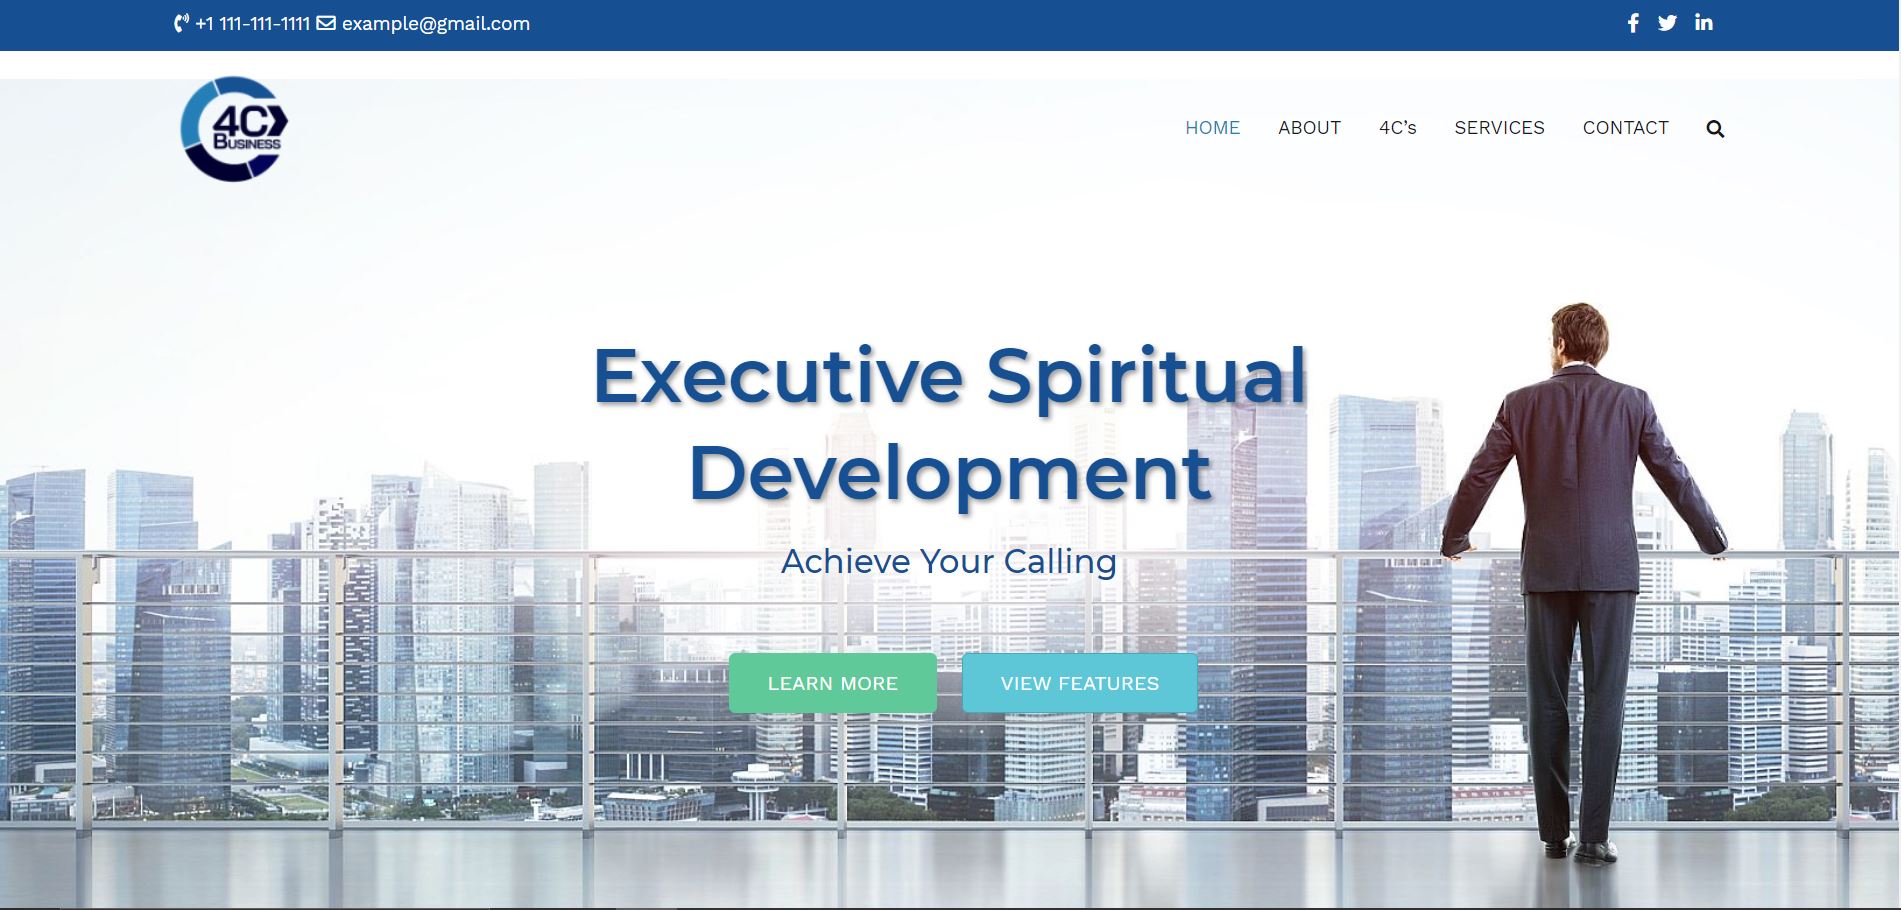 +1 111-111-1111 example@gmail.com
4C
BUSINESS
HOME ABOUT 4C’s SERVICES CONTACT
Executive Spiritual
Development
Achieve Your Calling
LEARN MORE VIEW FEATURES